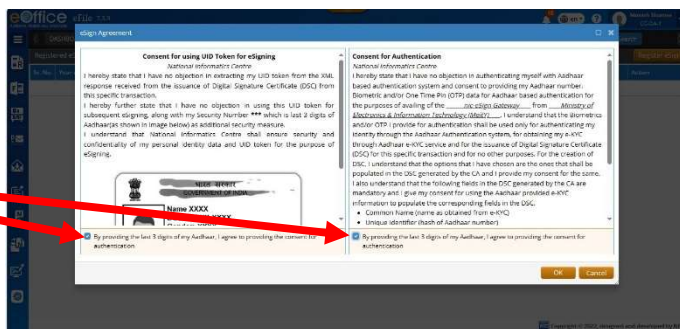 eOffice eFile
eSign Agreement
Consent for using UID Token for eSigning
National Informatics Centre
I hereby state that I have no objection in extracting my UID token from the XML
response received from the issuance of Digital Signature Certificate (DSC) from
this specific transaction.
I hereby further state that I have no objection in using this UID token for
subsequent eSigning, along with my Security Number *** which is last 3 digits of
Aadhaar(as shown in image below) as additional security measure.
I understand that National Informatics Centre shall ensure security and
confidentiality of my personal identity data and UID token for the purpose of
eSigning.
भारत सरकार
GOVERNMENT OF INDIA
Name XXXX
By providing the last 3 digits of my Aadhaar, I agree to providing the consent for
authentication
Consent for Authentication
National Informatics Centre
I hereby state that I have no objection in authenticating myself with Aadhaar
based authentication system and consent to providing my Aadhaar number,
Biometric and/or One Time Pin (OTP) data for Aadhaar based authentication for
the purposes of availing of the ___nic eSign Gateway___ from ___Ministry of
Electronics & Information Technology (MeitY)___. I understand that the Biometrics
and/or OTP I provide for authentication shall be used only for authenticating my
identity through the Aadhaar Authentication system, for obtaining my e-KYC
through Aadhaar e-KYC service and for the issuance of Digital Signature Certificate
(DSC) for this specific transaction and for no other purposes. For the creation of
DSC, I understand that the options that I have chosen are the ones that shall be
populated in the DSC generated by the CA and I provide my consent for the same.
I also understand that the following fields in the DSC generated by the CA are
mandatory and I give my consent for using the Aadhaar provided e-KYC
information to populate the corresponding fields in the DSC.
• Common Name (name as obtained from e-KYC)
• Unique identifier (hash of Aadhaar number)
By providing the last 3 digits of my Aadhaar, I agree to providing the consent for
authentication
OK Cancel